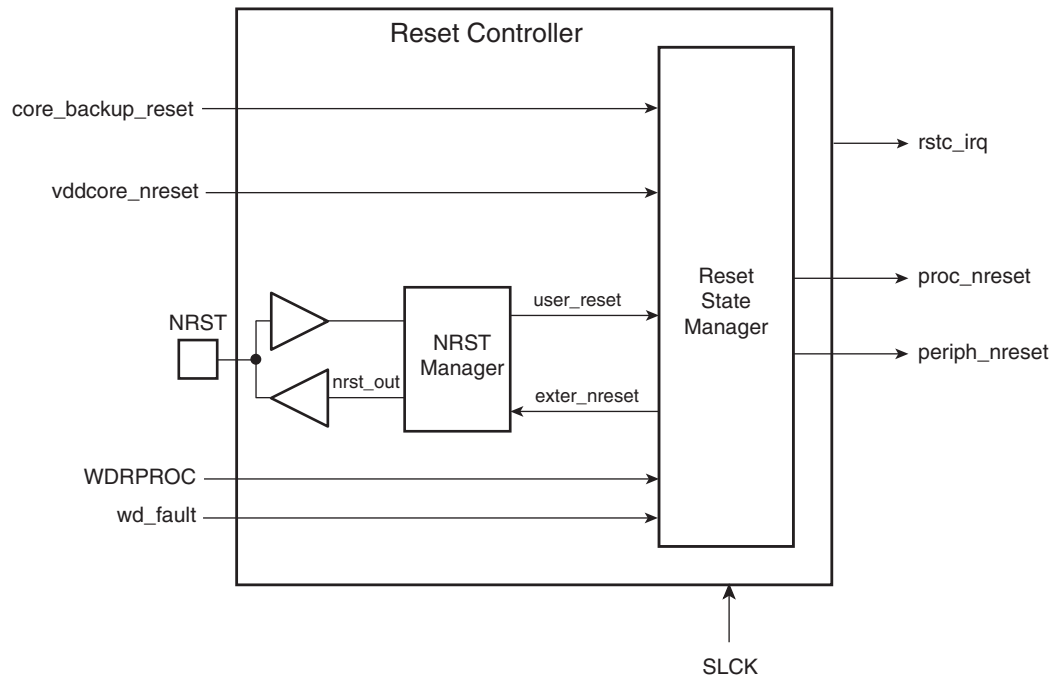 Reset Controller
core_backup_reset
rstc_irq
vddcore_nreset
Reset
State
Manager
proc_nreset
user_reset
NRST
NRST
Manager
nrst_out
periph_nreset
exter_nreset
WDRPROC
wd_fault
SLCK